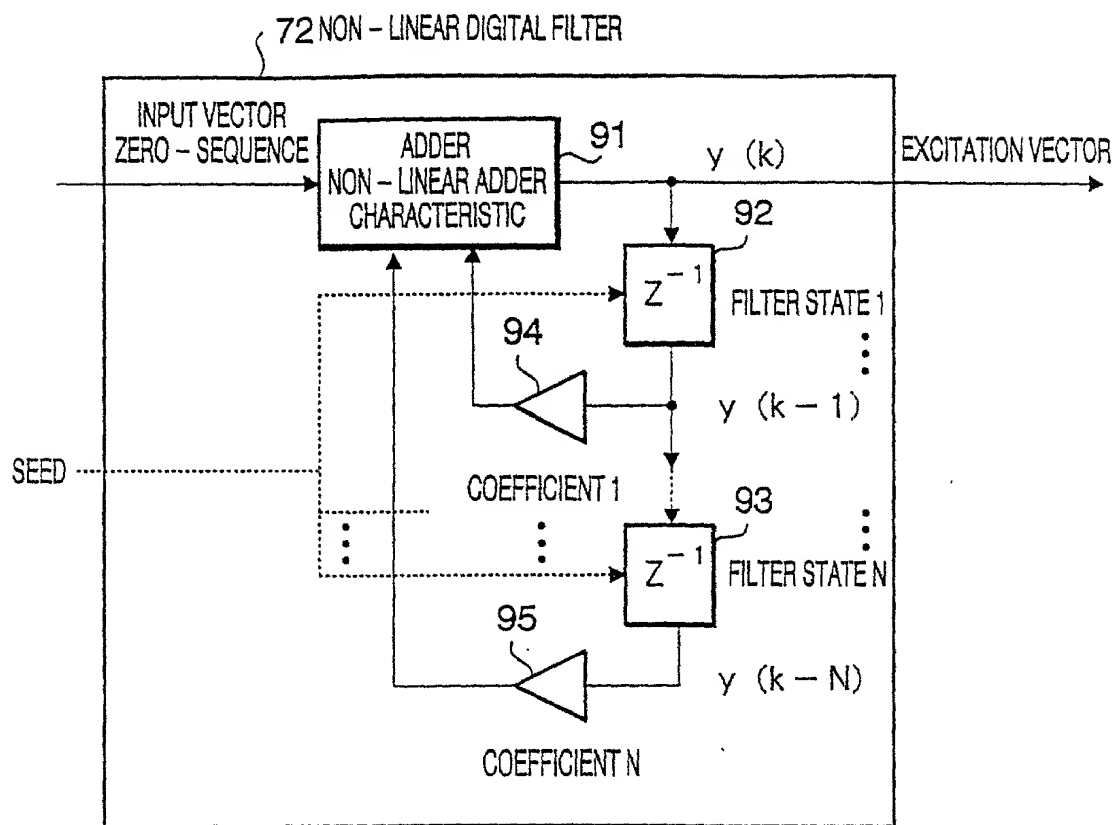 72 NON-LINEAR DIGITAL FILTER
INPUT VECTOR
ZERO-SEQUENCE
ADDER
NON-LINEAR ADDER
CHARACTERISTIC
91
y (k)
EXCITATION VECTOR
92
Z⁻¹
FILTER STATE 1
94
y (k-1)
SEED
COEFFICIENT 1
93
Z⁻¹
FILTER STATE N
95
y (k-N)
COEFFICIENT N